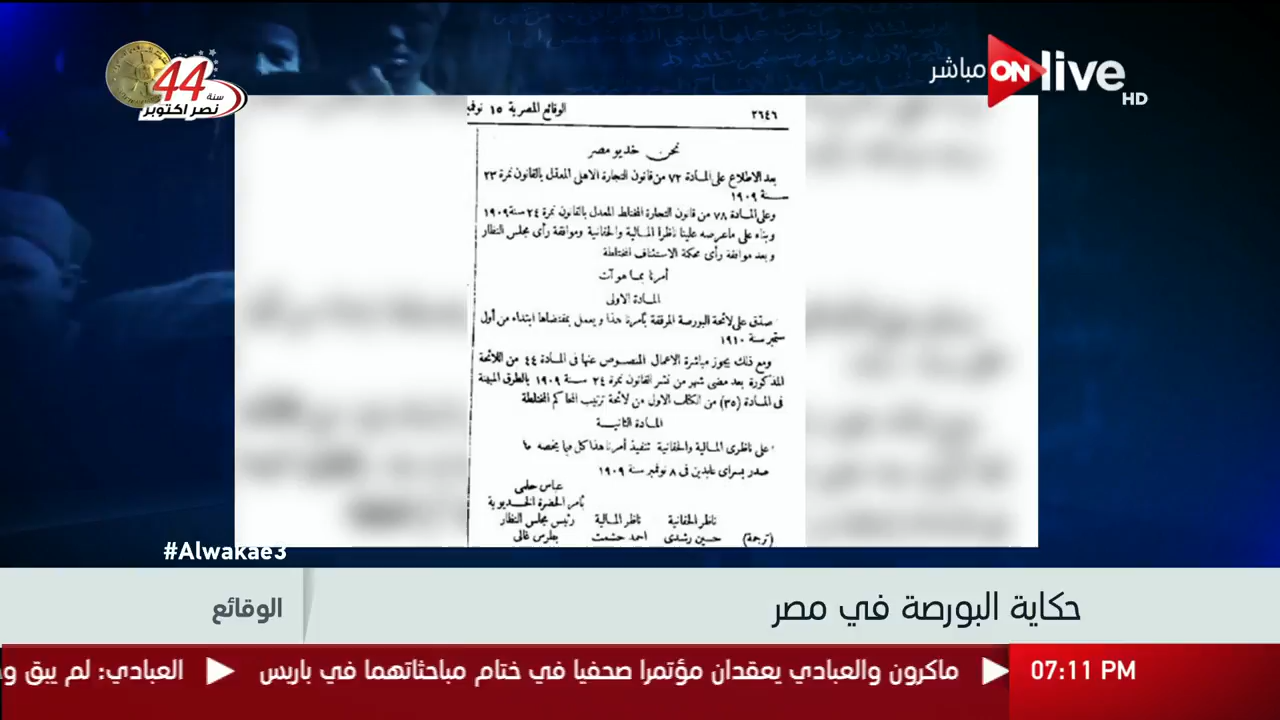 44
سنة
نصر اكتوبر
مباشر ON live
HD
٢٦٤٦ الوقائع المصرية ١٥ نوفمبر
نحن خديو مصر
بعد الاطلاع على المادة ٧٢ من قانون التجارة الاهلى المعدل بالقانون نمرة ٢٣
سنة ١٩٠٩
وعلى المادة ٧٨ من قانون التجارة المختلط المعدل بالقانون نمرة ٢٤ سنة ١٩٠٩
وبناء على ماعرضه علينا ناظرا المالية والحقانية وموافقة رأى مجلس النظار
وبعد موافقة رأى محكمة الاستئناف المختلطة
أمرنا بما هو آت
المادة الاولى
صدق على لائحة البورصة المرفقة بأمرنا هذا ويعمل بمقتضاها ابتداء من أول
سبتمبر سنة ١٩١٠
ومع ذلك يجوز مباشرة الاعمال المنصوص عنها فى المادة ٤٤ من اللائحة
المذكورة بعد مضى شهر من نشر القانون نمرة ٢٤ سنة ١٩٠٩ بالطرق المبينة
فى المادة (٣٥) من الكتاب الاول من لائحة ترتيب المحاكم المختلطة
المادة الثانية
على ناظرى المالية والحقانية تنفيذ أمرنا هذا كل فيما يخصه
صدر بسراى عابدين فى ٨ نوفمبر سنة ١٩٠٩
عباس حلمى
بأمر الحضرة الخديوية
ناظر الحقانية ناظر المالية رئيس مجلس النظار
(ترجمة) حسين رشدى احمد حشمت بطرس غالى
#Alwakae3
حكاية البورصة في مصر
الوقائع
07:11 PM ماكرون والعبادي يعقدان مؤتمرا صحفيا في ختام مباحثاتهما في باريس العبادي: لم يبق